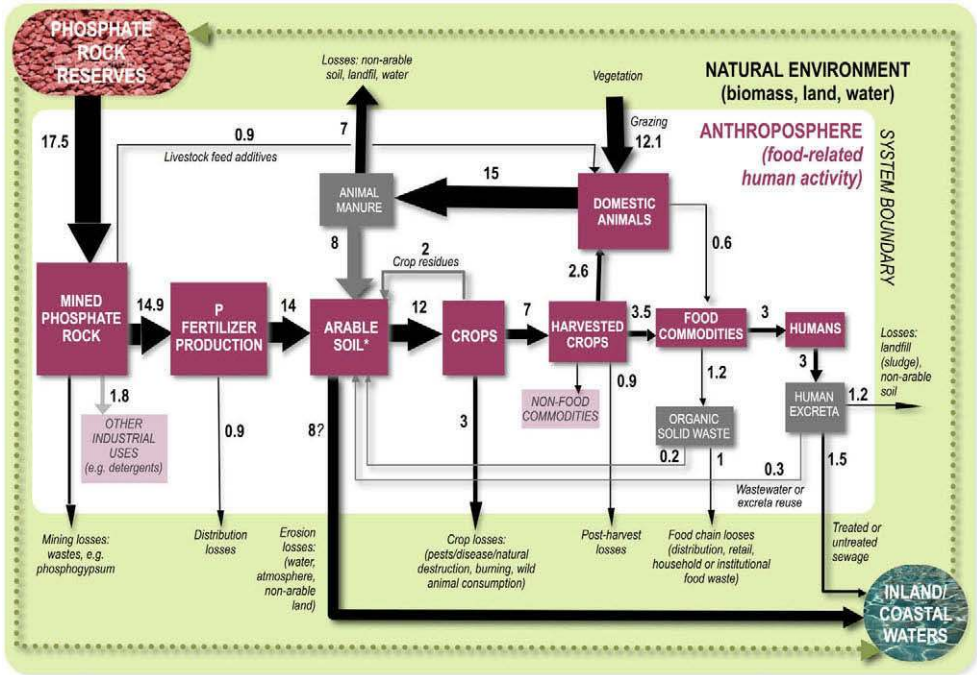 PHOSPHATE
ROCK
RESERVES
Losses: non-arable
soil, landfil, water
Vegetation
NATURAL ENVIRONMENT
(biomass, land, water)
17.5
0.9
Livestock feed additives
7
Grazing
12.1
ANTHROPOSPHERE
(food-related
human activity)
SYSTEM BOUNDARY
ANIMAL
MANURE
15
DOMESTIC
ANIMALS
8
2
Crop residues
2.6
0.6
MINED
PHOSPHATE
ROCK
14.9
P
FERTILIZER
PRODUCTION
14
ARABLE
SOIL*
12
CROPS
7
HARVESTED
CROPS
3.5
FOOD
COMMODITIES
3
HUMANS
Losses:
landfill
(sludge),
non-arable
soil
1.8
OTHER
INDUSTRIAL
USES
(e.g. detergents)
0.9
8?
3
NON-FOOD
COMMODITIES
0.9
1.2
ORGANIC
SOLID WASTE
3
HUMAN
EXCRETA
1.2
0.2
1
0.3
Wastewater or
excreta reuse
1.5
Mining losses:
wastes, e.g.
phosphogypsum
Distribution
losses
Erosion
losses:
(water,
atmosphere,
non-arable
land)
Crop losses:
(pests/disease/natural
destruction, burning, wild
animal consumption)
Post-harvest
losses
Food chain looses
(distribution, retail,
household or institutional
food waste)
Treated or
untreated
sewage
INLAND/
COASTAL
WATERS